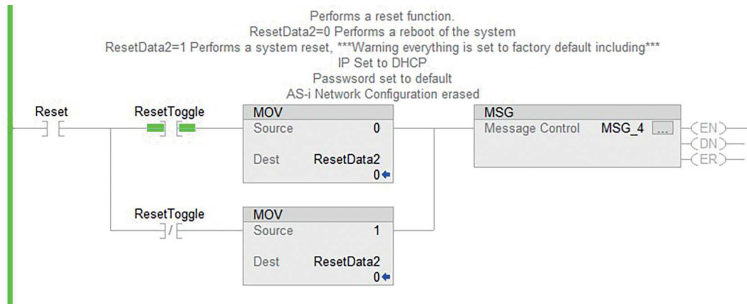 Performs a reset function.
ResetData2=0 Performs a reboot of the system
ResetData2=1 Performs a system reset, ***Warning everything is set to factory default including***
IP Set to DHCP
Passwsord set to default
AS-i Network Configuration erased
Reset
ResetToggle
MOV
Source 0
Dest ResetData2
0
MSG
Message Control MSG_4 ...
EN
DN
ER
ResetToggle
MOV
Source 1
Dest ResetData2
0